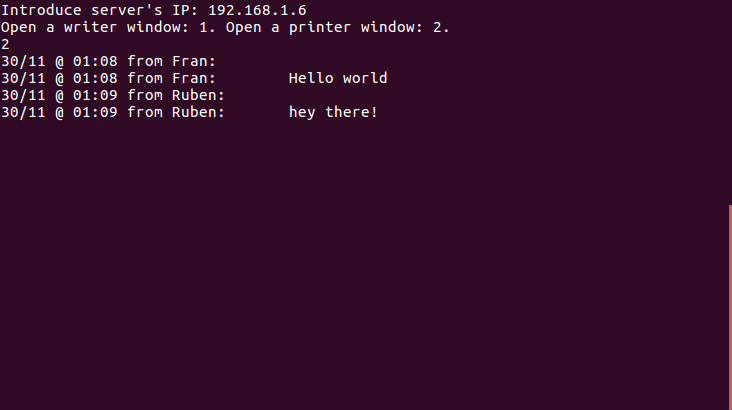 Introduce server's IP: 192.168.1.6
Open a writer window: 1. Open a printer window: 2.
2
30/11 @ 01:08 from Fran:
30/11 @ 01:08 from Fran:        Hello world
30/11 @ 01:09 from Ruben:
30/11 @ 01:09 from Ruben:       hey there!